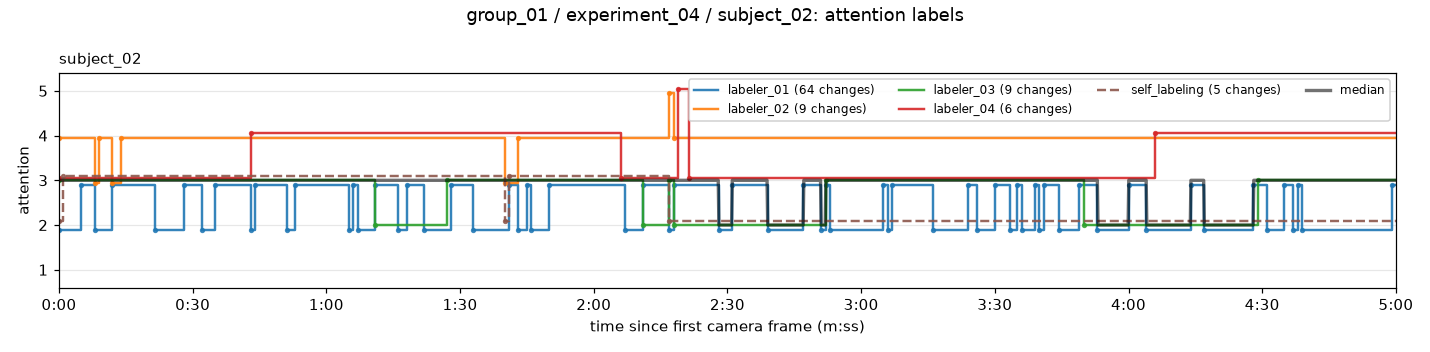 group_01 / experiment_04 / subject_02: attention labels
subject_02
labeler_01 (64 changes)
labeler_02 (9 changes)
labeler_03 (9 changes)
labeler_04 (6 changes)
self_labeling (5 changes)
median
attention
5
4
3
2
1
0:00 0:30 1:00 1:30 2:00 2:30 3:00 3:30 4:00 4:30 5:00
time since first camera frame (m:ss)